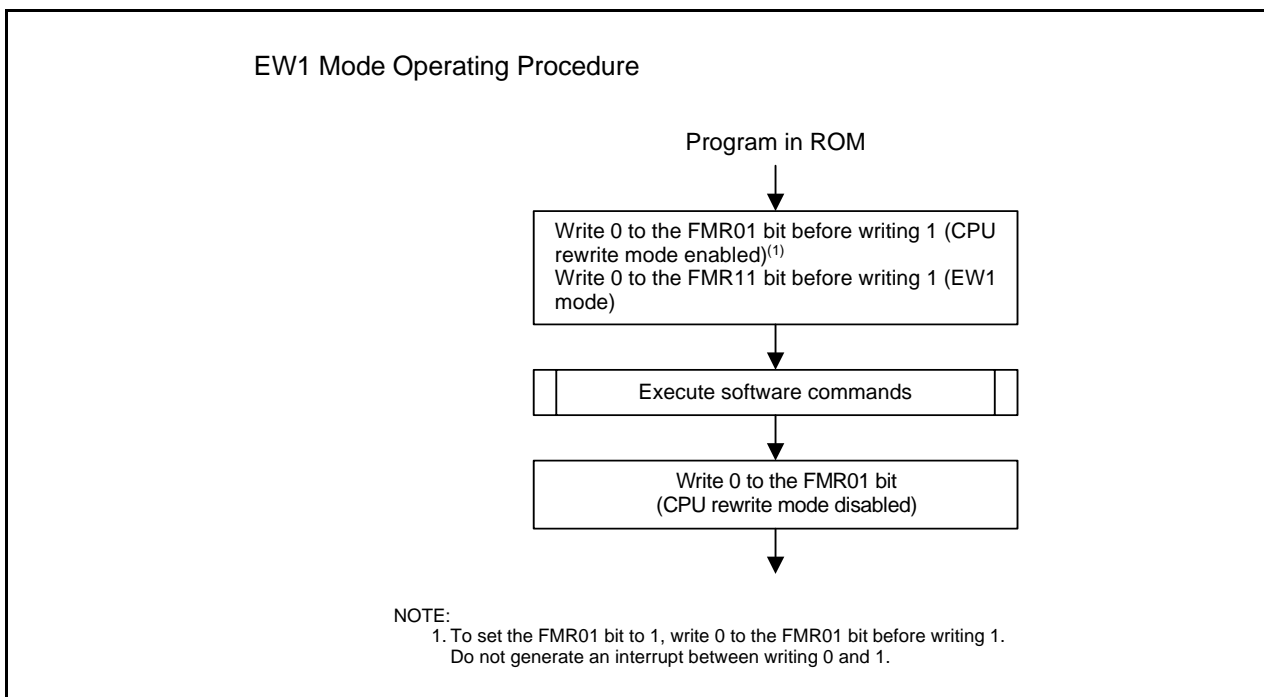 EW1 Mode Operating Procedure
Program in ROM
Write 0 to the FMR01 bit before writing 1 (CPU
rewrite mode enabled)(1)
Write 0 to the FMR11 bit before writing 1 (EW1
mode)
Execute software commands
Write 0 to the FMR01 bit
(CPU rewrite mode disabled)
NOTE:
1. To set the FMR01 bit to 1, write 0 to the FMR01 bit before writing 1.
Do not generate an interrupt between writing 0 and 1.